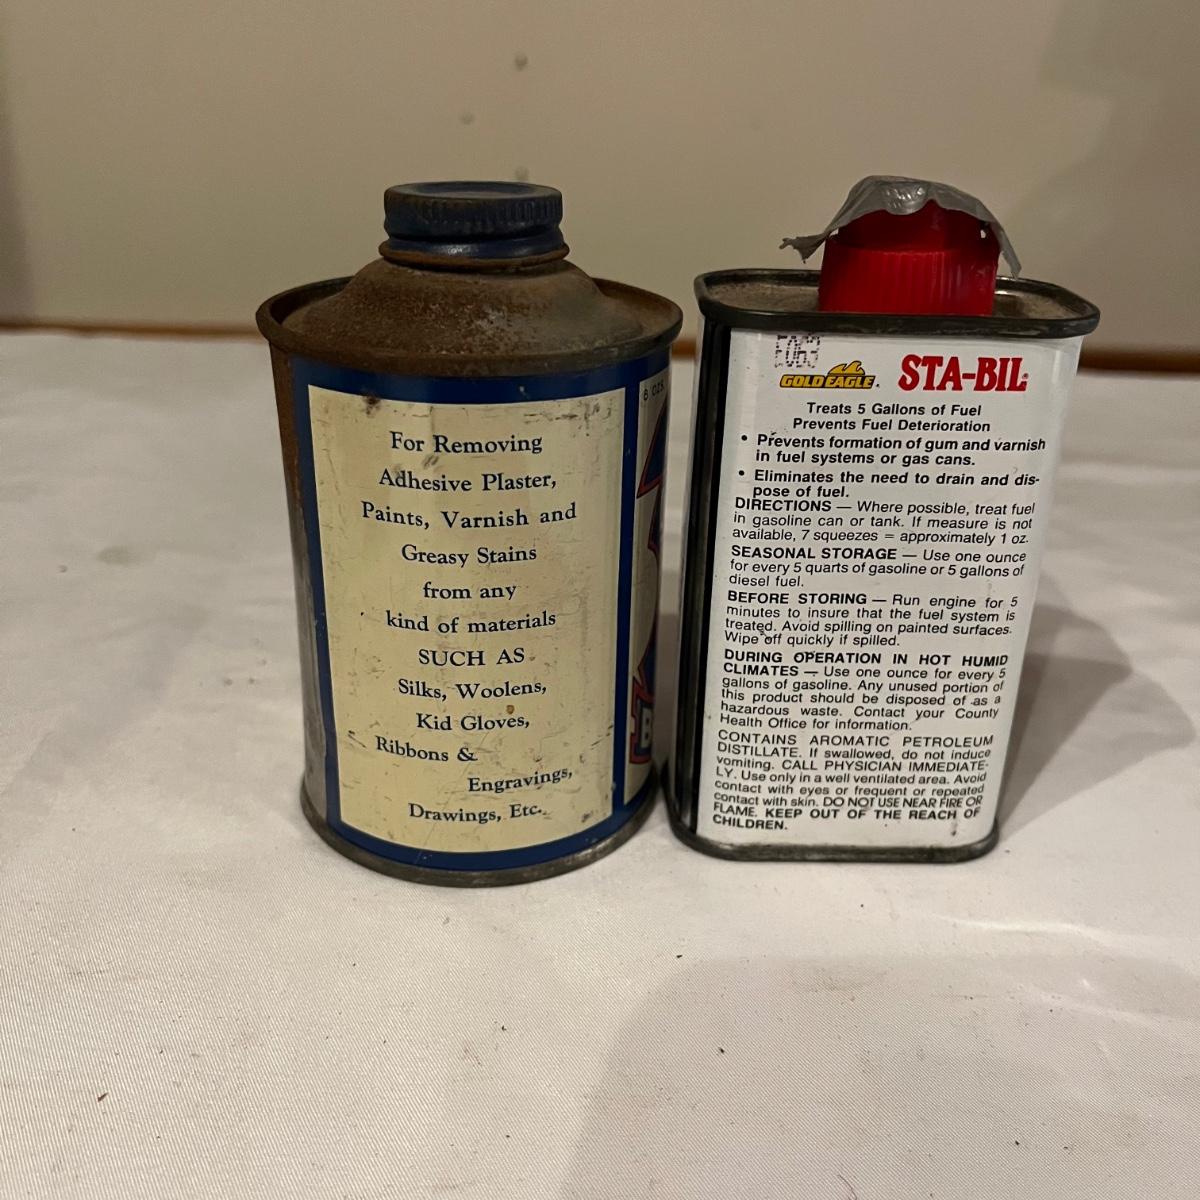 For Removing
Adhesive Plaster,
Paints, Varnish and
Greasy Stains
from any
kind of materials
SUCH AS
Silks, Woolens,
Kid Gloves,
Ribbons &
Engravings,
Drawings, Etc.
8 OZS.
E063
GOLD EAGLE®
STA-BIL®
Treats 5 Gallons of Fuel
Prevents Fuel Deterioration
• Prevents formation of gum and varnish
in fuel systems or gas cans.
• Eliminates the need to drain and dis-
pose of fuel.
DIRECTIONS — Where possible, treat fuel
in gasoline can or tank. If measure is not
available, 7 squeezes = approximately 1 oz.
SEASONAL STORAGE — Use one ounce
for every 5 quarts of gasoline or 5 gallons of
diesel fuel.
BEFORE STORING — Run engine for 5
minutes to insure that the fuel system is
treated. Avoid spilling on painted surfaces.
Wipe off quickly if spilled.
DURING OPERATION IN HOT HUMID
CLIMATES — Use one ounce for every 5
gallons of gasoline. Any unused portion of
this product should be disposed of as a
hazardous waste. Contact your County
Health Office for information.
CONTAINS AROMATIC PETROLEUM
DISTILLATE. If swallowed, do not induce
vomiting. CALL PHYSICIAN IMMEDIATE-
LY. Use only in a well ventilated area. Avoid
contact with eyes or frequent or repeated
contact with skin. DO NOT USE NEAR FIRE OR
FLAME. KEEP OUT OF THE REACH OF
CHILDREN.